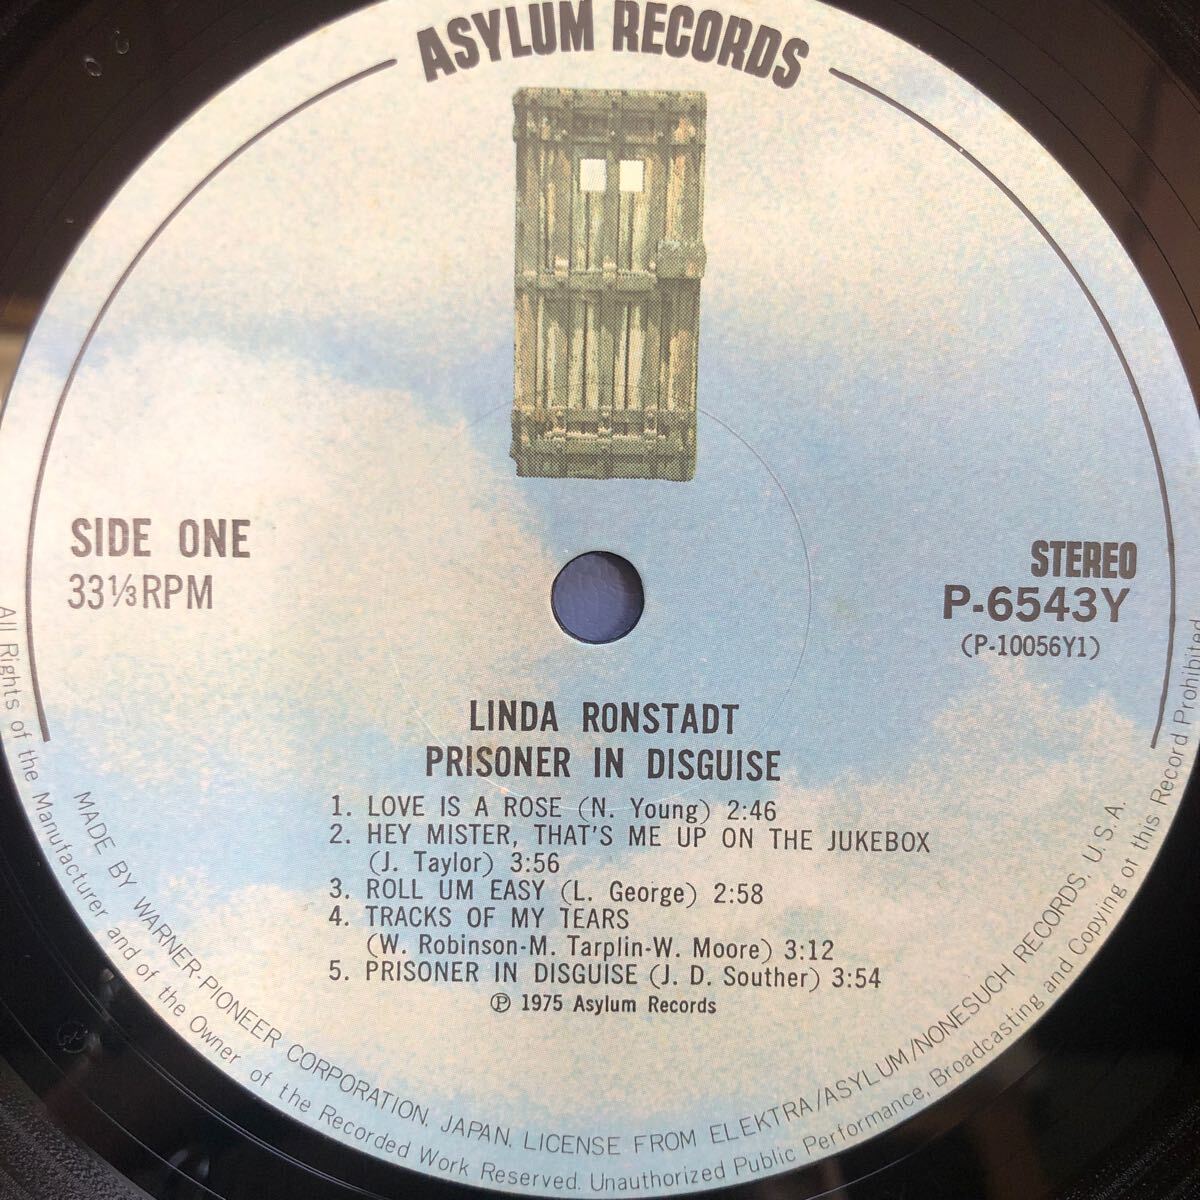 ASYLUM RECORDS
SIDE ONE
33⅓RPM
STEREO
P-6543Y
(P-10056Y1)
LINDA RONSTADT
PRISONER IN DISGUISE
1. LOVE IS A ROSE (N. Young) 2:46
2. HEY MISTER, THAT'S ME UP ON THE JUKEBOX
(J. Taylor) 3:56
3. ROLL UM EASY (L. George) 2:58
4. TRACKS OF MY TEARS
(W. Robinson-M. Tarplin-W. Moore) 3:12
5. PRISONER IN DISGUISE (J. D. Souther) 3:54
Ⓟ 1975 Asylum Records
MADE BY WARNER-PIONEER CORPORATION, JAPAN, LICENSE FROM ELEKTRA/ASYLUM/NONESUCH RECORDS, U.S.A.
All Rights of the Manufacturer and of the Owner of the Recorded Work Reserved. Unauthorized Public Performance, Broadcasting and Copying of this Record Prohibited